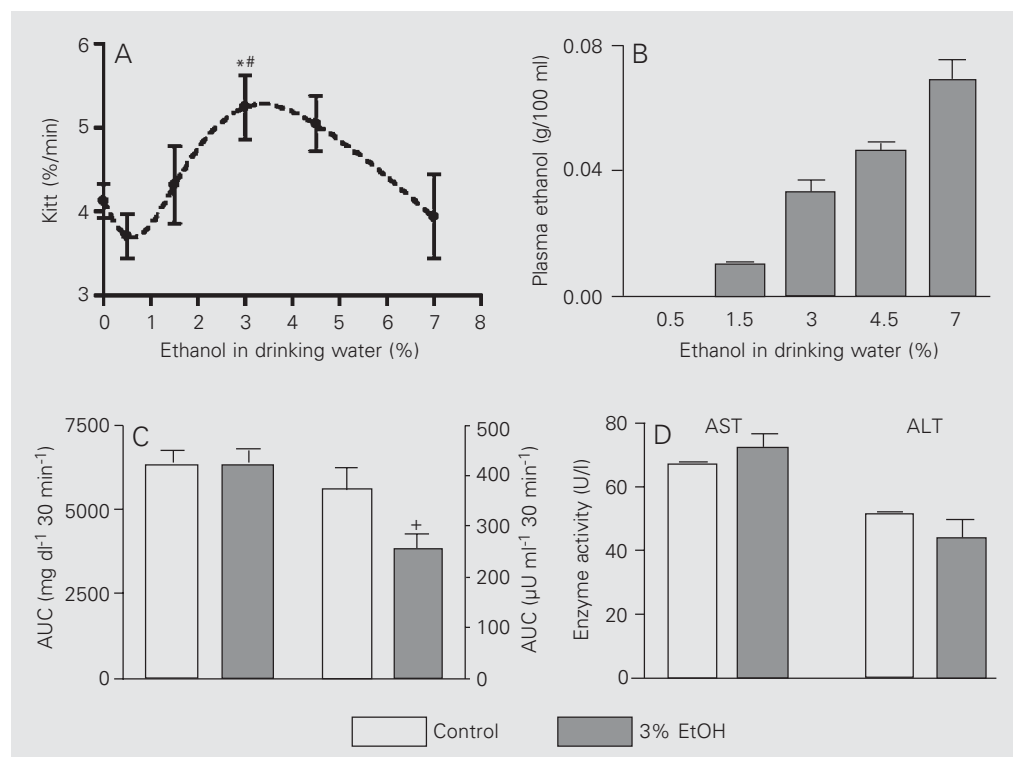 A
Kitt (%/min)
6
5
4
3
*#
0 1 2 3 4 5 6 7 8
Ethanol in drinking water (%)
B
Plasma ethanol (g/100 ml)
0.08
0.04
0.00
0.5 1.5 3 4.5 7
Ethanol in drinking water (%)
C
AUC (mg dl-1 30 min-1)
7500
5000
2500
0
+
500
400
300
200
100
0
AUC (µU ml-1 30 min-1)
D
AST ALT
Enzyme activity (U/l)
80
60
40
20
0
Control 3% EtOH